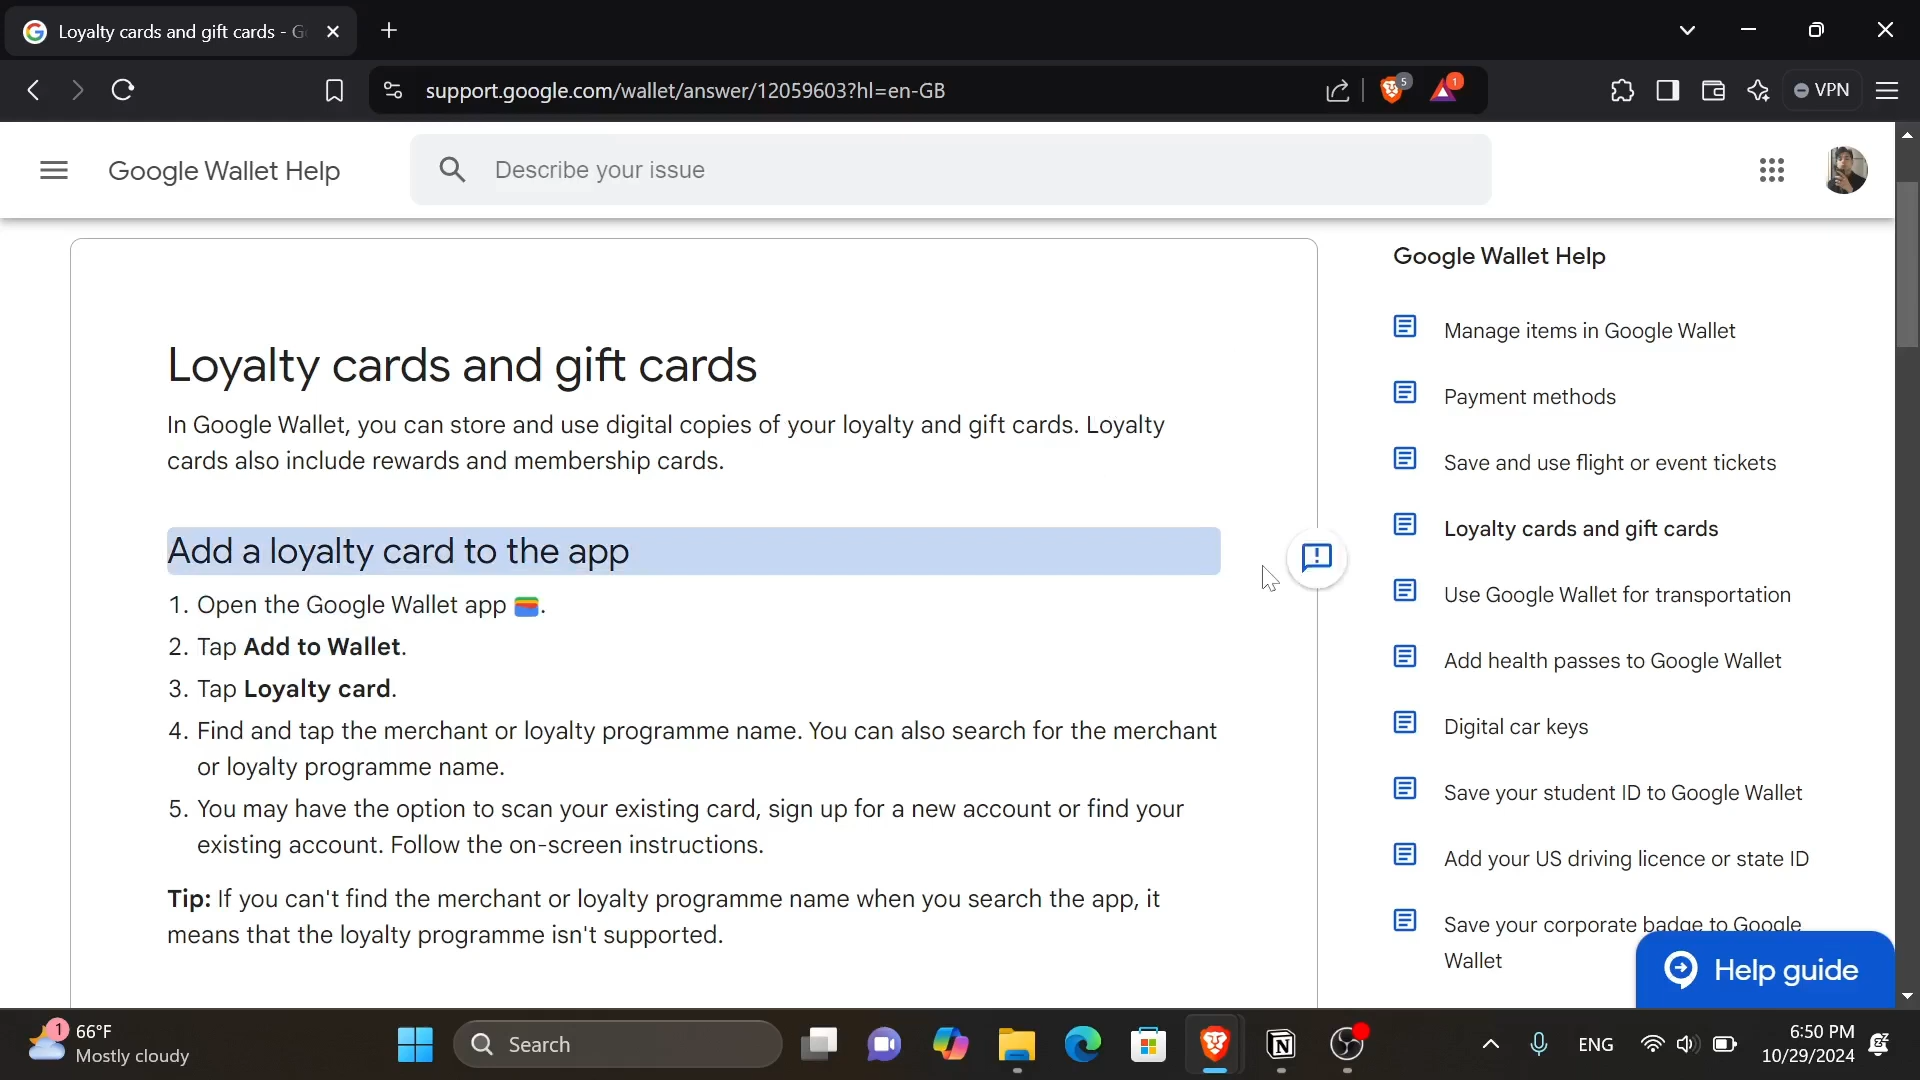 Loyalty cards and gift cards - G
support.google.com/wallet/answer/12059603?hl=en-GB
5
1
VPN
Google Wallet Help
Describe your issue
Loyalty cards and gift cards
In Google Wallet, you can store and use digital copies of your loyalty and gift cards. Loyalty
cards also include rewards and membership cards.
Add a loyalty card to the app
1. Open the Google Wallet app .
2. Tap Add to Wallet.
3. Tap Loyalty card.
4. Find and tap the merchant or loyalty programme name. You can also search for the merchant
or loyalty programme name.
5. You may have the option to scan your existing card, sign up for a new account or find your
existing account. Follow the on-screen instructions.
Tip: If you can't find the merchant or loyalty programme name when you search the app, it
means that the loyalty programme isn't supported.
Google Wallet Help
Manage items in Google Wallet
Payment methods
Save and use flight or event tickets
Loyalty cards and gift cards
Use Google Wallet for transportation
Add health passes to Google Wallet
Digital car keys
Save your student ID to Google Wallet
Add your US driving licence or state ID
Save your corporate badge to Google
Wallet
Help guide
1
66°F
Mostly cloudy
Search
ENG
6:50 PM
10/29/2024